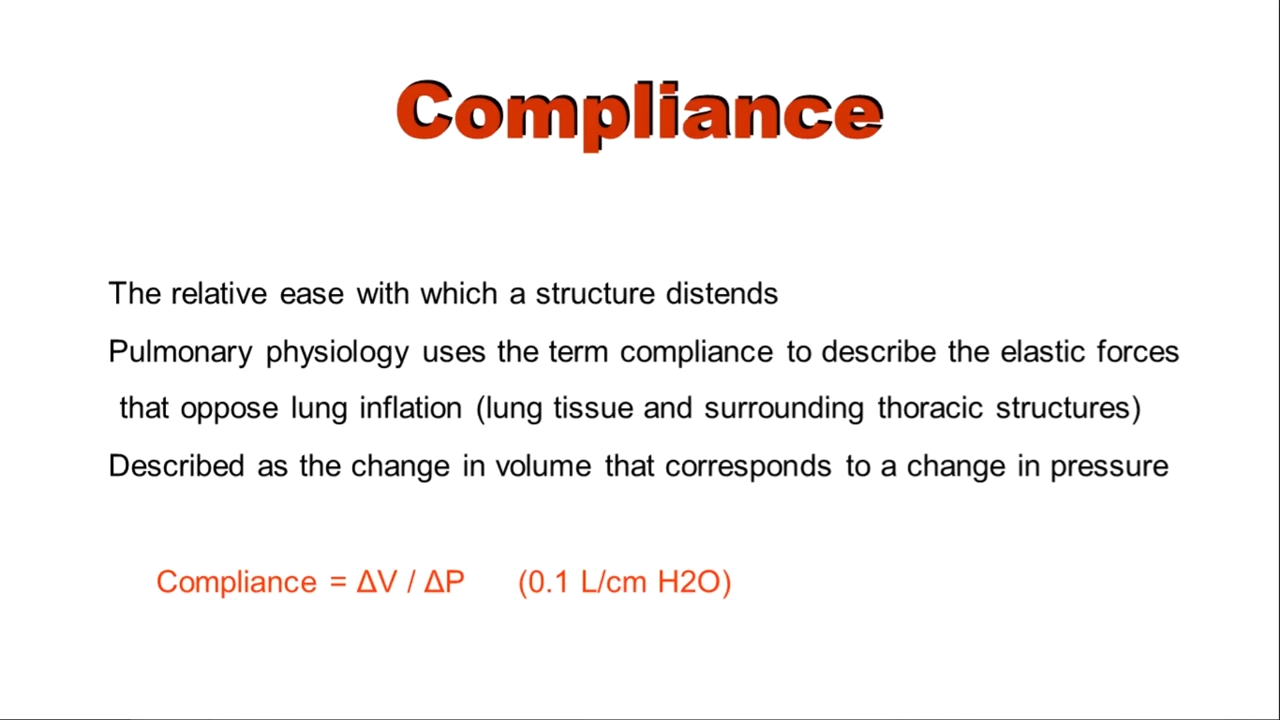 Compliance
The relative ease with which a structure distends
Pulmonary physiology uses the term compliance to describe the elastic forces
that oppose lung inflation (lung tissue and surrounding thoracic structures)
Described as the change in volume that corresponds to a change in pressure
Compliance = ΔV / ΔP (0.1 L/cm H2O)